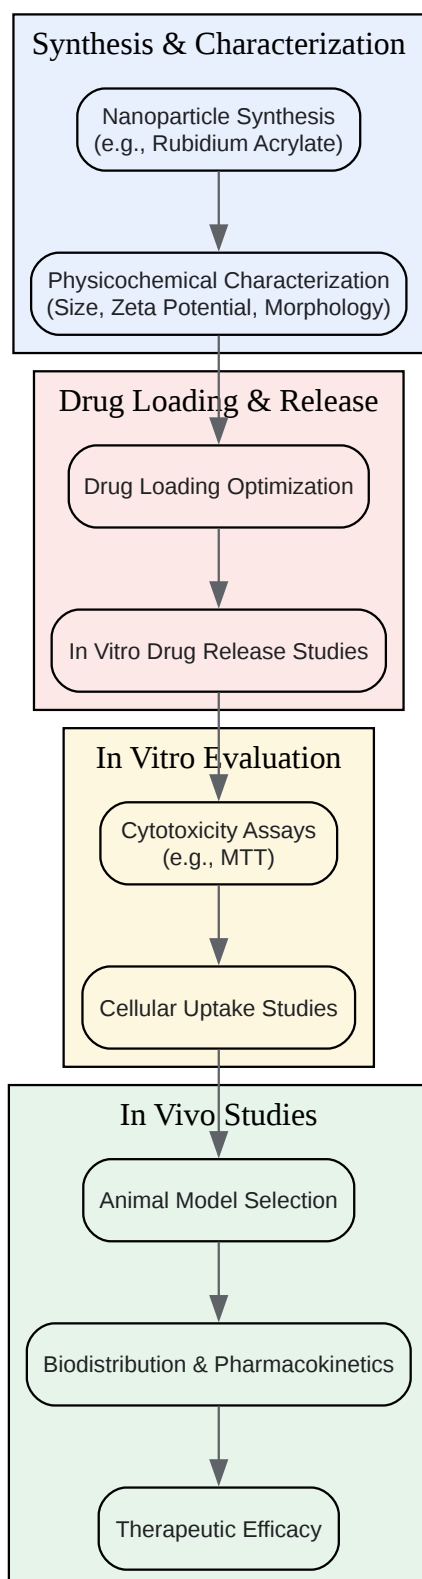 Synthesis & Characterization
Nanoparticle Synthesis
(e.g., Rubidium Acrylate)
Physicochemical Characterization
(Size, Zeta Potential, Morphology)
Drug Loading & Release
Drug Loading Optimization
In Vitro Drug Release Studies
In Vitro Evaluation
Cytotoxicity Assays
(e.g., MTT)
Cellular Uptake Studies
In Vivo Studies
Animal Model Selection
Biodistribution & Pharmacokinetics
Therapeutic Efficacy